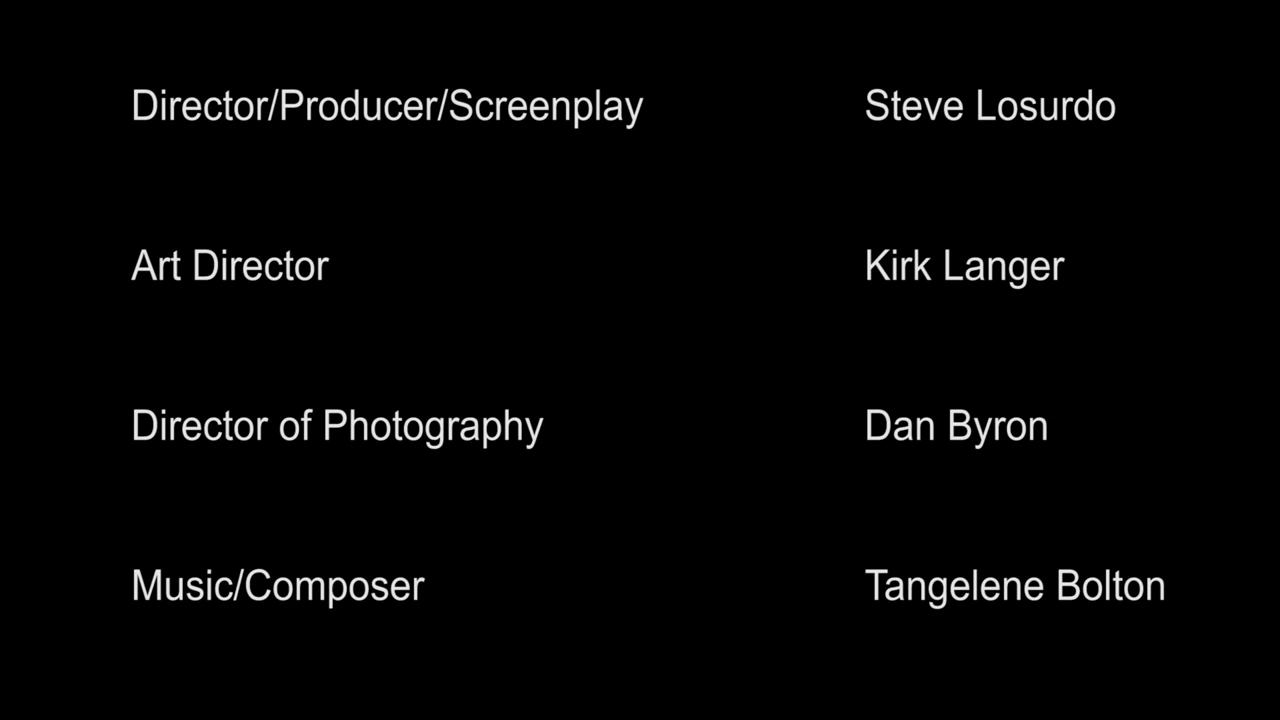 Director/Producer/Screenplay Steve Losurdo
Art Director Kirk Langer
Director of Photography Dan Byron
Music/Composer Tangelene Bolton